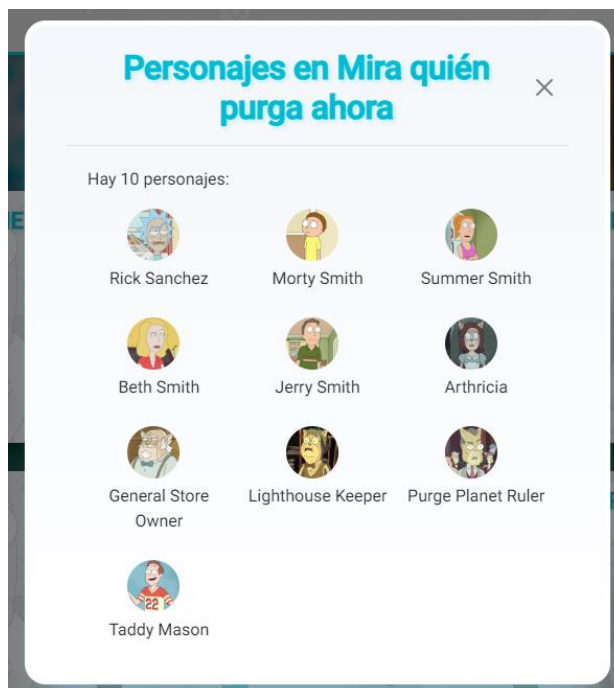 Personajes en Mira quién
purga ahora
Hay 10 personajes:
Rick Sanchez
Morty Smith
Summer Smith
Beth Smith
Jerry Smith
Arthricia
General Store
Owner
Lighthouse Keeper
Purge Planet Ruler
22
Taddy Mason